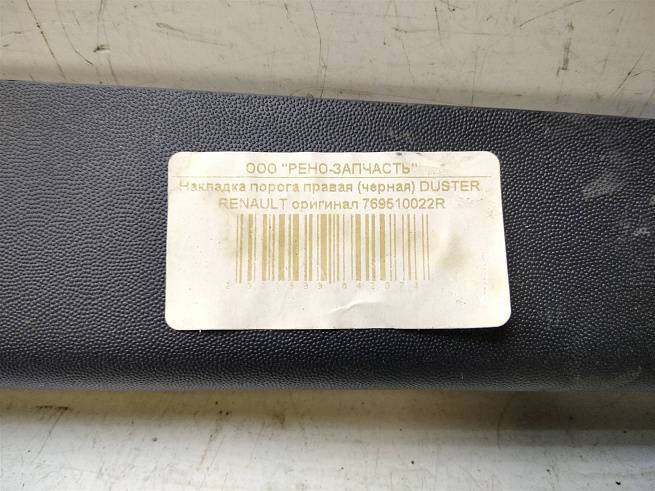 ООО "РЕНО-ЗАПЧАСТЬ"
Накладка порога правая (черная) DUSTER
RENAULT оригинал 769510022R